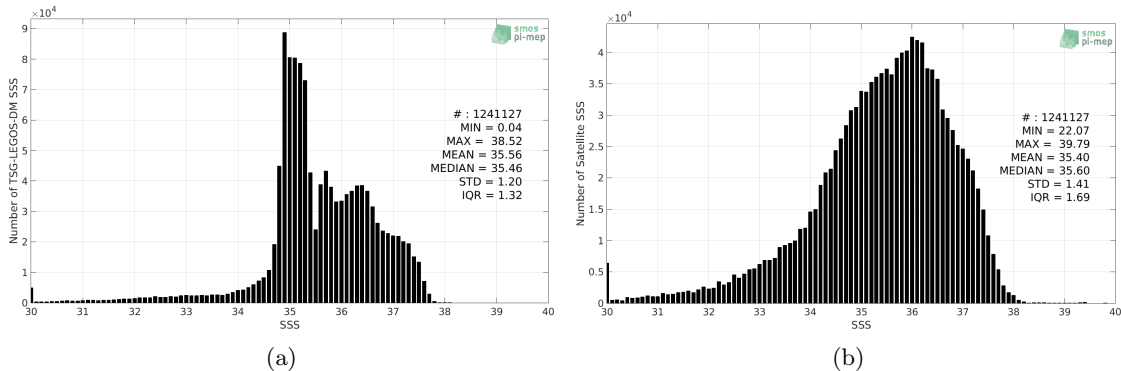 ×10⁴
9
8
7
6
5
4
3
2
1
0
Number of TSG-LEGOS-DM SSS
30 31 32 33 34 35 36 37 38 39 40
SSS
smos
pi-mep
# : 1241127
MIN = 0.04
MAX = 38.52
MEAN = 35.56
MEDIAN = 35.46
STD = 1.20
IQR = 1.32
(a)
×10⁴
4
3.5
3
2.5
2
1.5
1
0.5
0
Number of Satellite SSS
30 31 32 33 34 35 36 37 38 39 40
SSS
smos
pi-mep
# : 1241127
MIN = 22.07
MAX = 39.79
MEAN = 35.40
MEDIAN = 35.60
STD = 1.41
IQR = 1.69
(b)